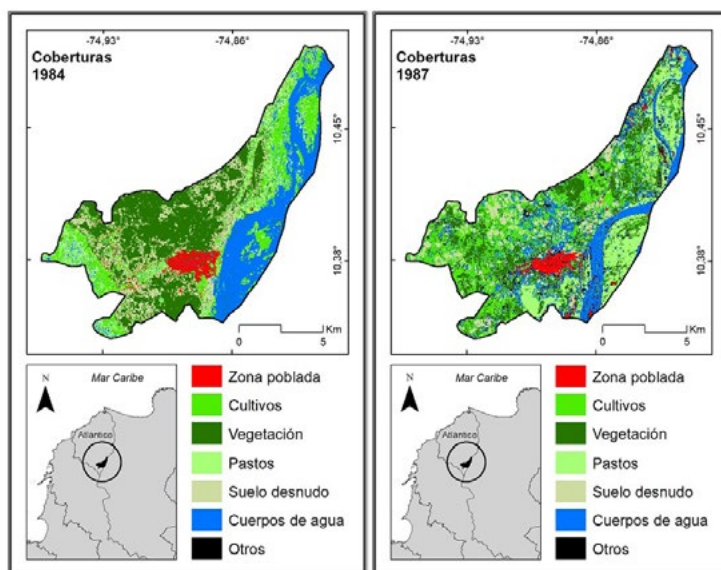 Coberturas
1984
-74,93°
-74,86°
10,45°
10,38°
0
5
Km
N
Mar Caribe
Atlantico
Zona poblada
Cultivos
Vegetación
Pastos
Suelo desnudo
Cuerpos de agua
Otros
Coberturas
1987
-74,93°
-74,86°
10,45°
10,38°
0
5
Km
N
Mar Caribe
Atlantico
Zona poblada
Cultivos
Vegetación
Pastos
Suelo desnudo
Cuerpos de agua
Otros